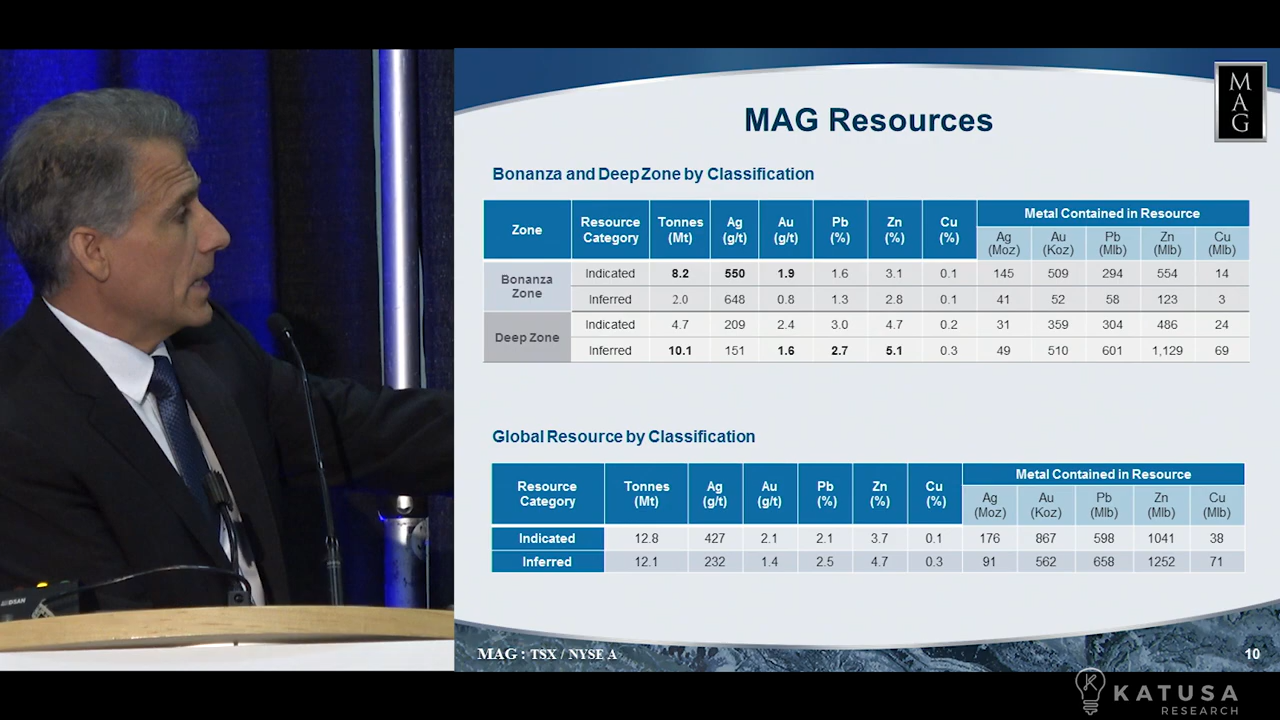 MAG
MAG Resources
Bonanza and Deep Zone by Classification
Zone Resource Category Tonnes (Mt) Ag (g/t) Au (g/t) Pb (%) Zn (%) Cu (%) Metal Contained in Resource
Ag (Moz) Au (Koz) Pb (Mlb) Zn (Mlb) Cu (Mlb)
Bonanza Zone Indicated 8.2 550 1.9 1.6 3.1 0.1 145 509 294 554 14
Inferred 2.0 648 0.8 1.3 2.8 0.1 41 52 58 123 3
Deep Zone Indicated 4.7 209 2.4 3.0 4.7 0.2 31 359 304 486 24
Inferred 10.1 151 1.6 2.7 5.1 0.3 49 510 601 1,129 69
Global Resource by Classification
Resource Category Tonnes (Mt) Ag (g/t) Au (g/t) Pb (%) Zn (%) Cu (%) Metal Contained in Resource
Ag (Moz) Au (Koz) Pb (Mlb) Zn (Mlb) Cu (Mlb)
Indicated 12.8 427 2.1 2.1 3.7 0.1 176 867 598 1041 38
Inferred 12.1 232 1.4 2.5 4.7 0.3 91 562 658 1252 71
MAG : TSX / NYSE A
10
KATUSA
RESEARCH